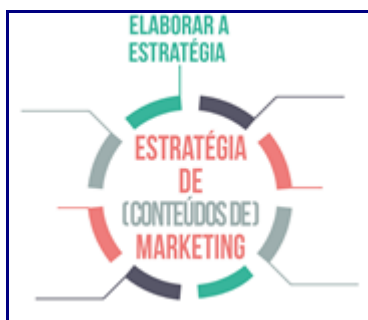 ELABORAR A
ESTRATÉGIA
ESTRATÉGIA
DE
(CONTEÚDOS DE)
MARKETING